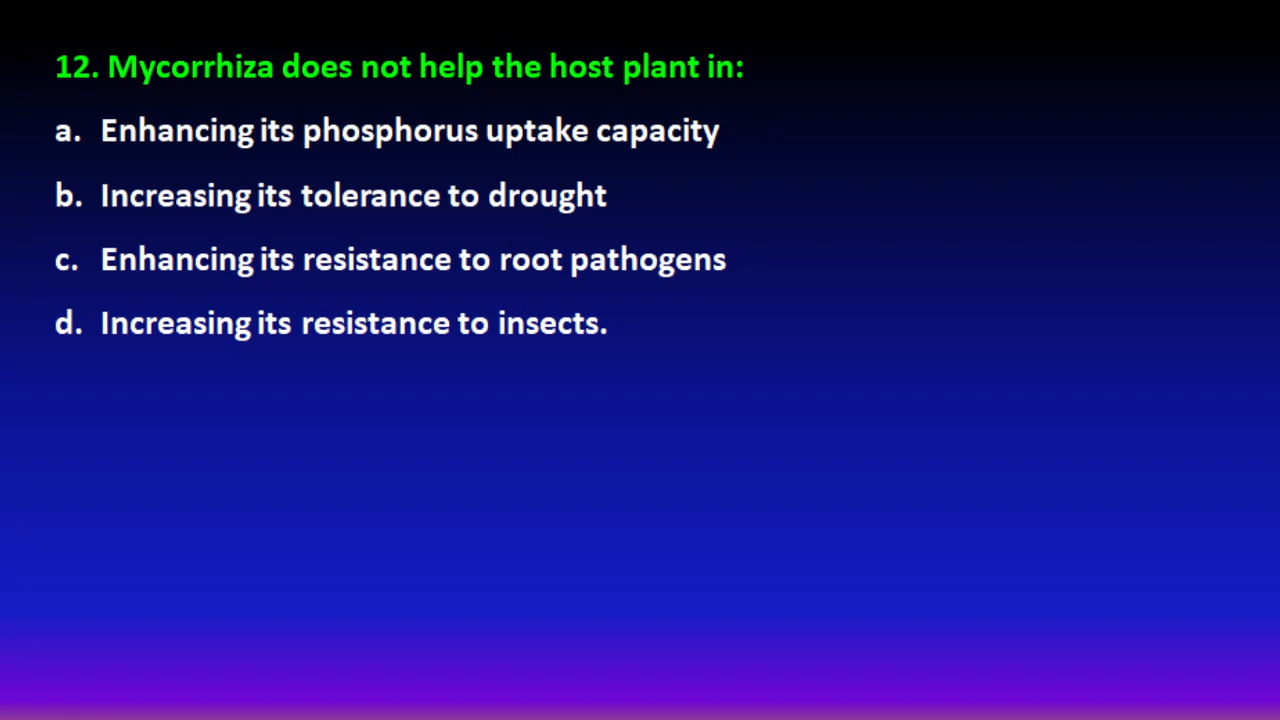 12. Mycorrhiza does not help the host plant in:
a. Enhancing its phosphorus uptake capacity
b. Increasing its tolerance to drought
c. Enhancing its resistance to root pathogens
d. Increasing its resistance to insects.